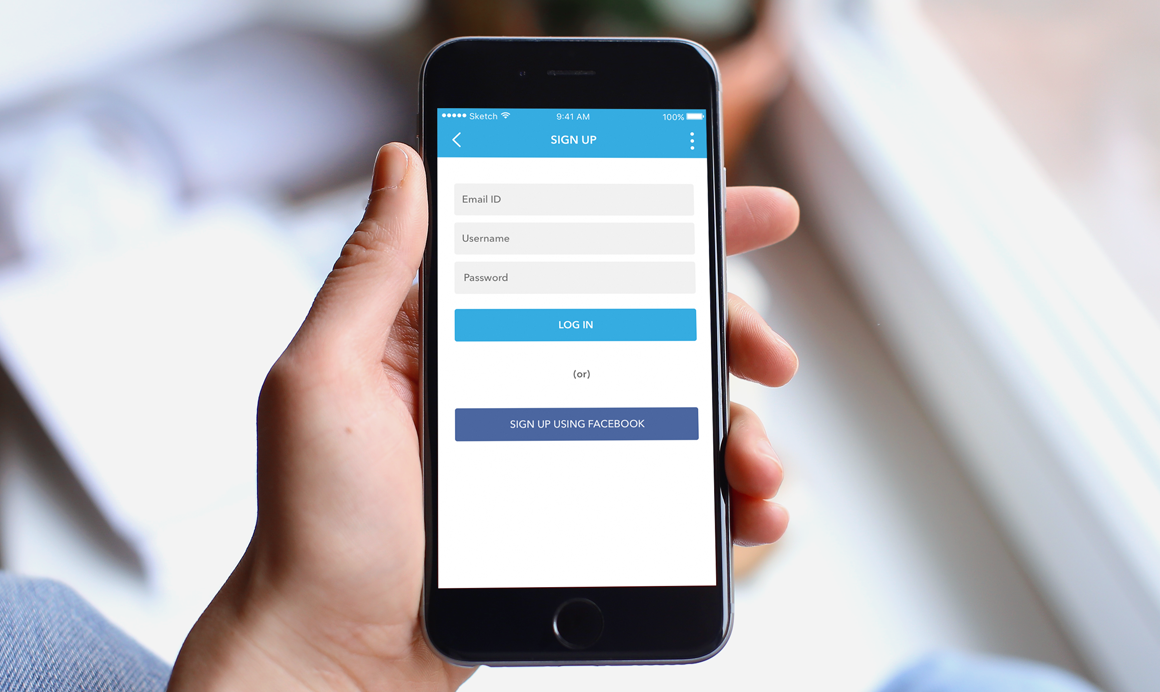 Sketch 9:41 AM 100%
SIGN UP
Email ID
Username
Password
LOG IN
(or)
SIGN UP USING FACEBOOK